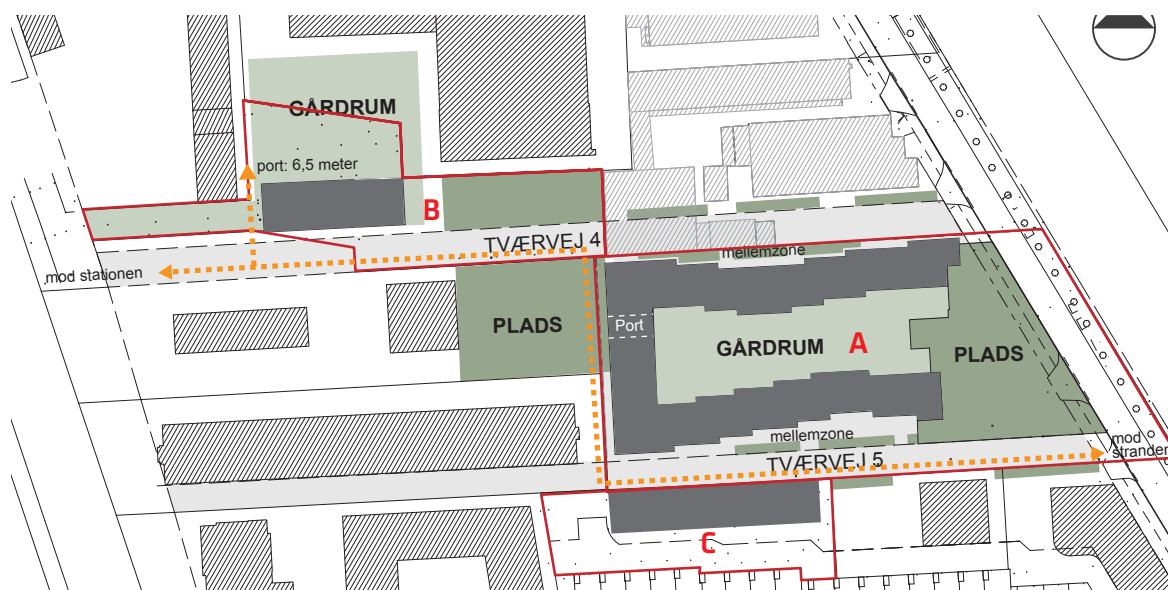 GÅRDRUM
port: 6,5 meter
B
TVÆRVEJ 4
mod stationen
mellemzone
Port
PLADS
GÅRDRUM
A
PLADS
mellemzone
TVÆRVEJ 5
mod
stranden
C